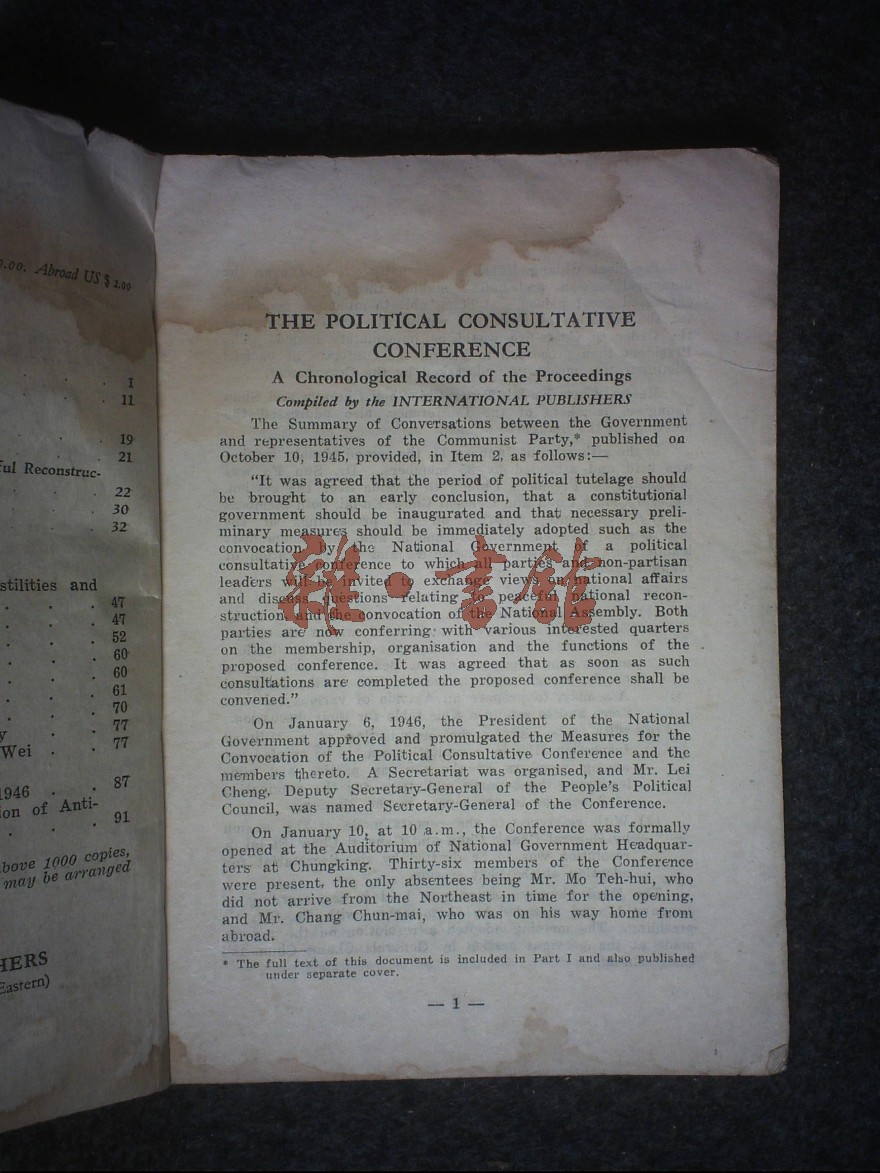 0.00. Abroad US $ 2.00
1
11
19
21
ful Reconstruc-
22
30
32
stilities and
47
47
52
60
60
61
70
y 77
Wei 77
1946 87
ion of Anti-
91
above 1000 copies,
may be arranged
HERS
Eastern)
THE POLITICAL CONSULTATIVE
CONFERENCE
A Chronological Record of the Proceedings
Compiled by the INTERNATIONAL PUBLISHERS
The Summary of Conversations between the Government
and representatives of the Communist Party,* published on
October 10, 1945, provided, in Item 2, as follows:—
“It was agreed that the period of political tutelage should
be brought to an early conclusion, that a constitutional
government should be inaugurated and that necessary preli-
minary measures should be immediately adopted such as the
convocation by the National Government of a political
consultative conference to which all parties and non-partisan
leaders will be invited to exchange views on national affairs
and discuss questions relating to peaceful national recon-
struction and the convocation of the National Assembly. Both
parties are now conferring with various interested quarters
on the membership, organisation and the functions of the
proposed conference. It was agreed that as soon as such
consultations are completed the proposed conference shall be
convened.”
On January 6, 1946, the President of the National
Government approved and promulgated the Measures for the
Convocation of the Political Consultative Conference and the
members thereto. A Secretariat was organised, and Mr. Lei
Cheng, Deputy Secretary-General of the People's Political
Council, was named Secretary-General of the Conference.
On January 10, at 10 a.m., the Conference was formally
opened at the Auditorium of National Government Headquar-
ters at Chungking. Thirty-six members of the Conference
were present, the only absentees being Mr. Mo Teh-hui, who
did not arrive from the Northeast in time for the opening,
and Mr. Chang Chun-mai, who was on his way home from
abroad.
* The full text of this document is included in Part I and also published
under separate cover.
— 1 —